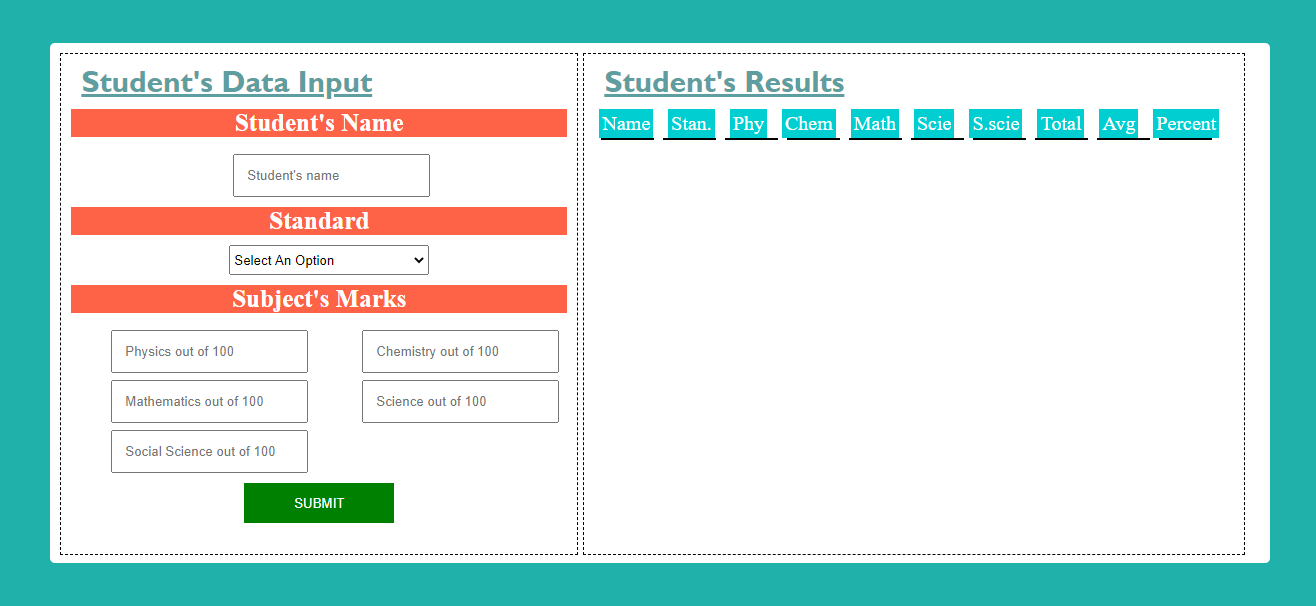 Student's Data Input
Student's Name
Student's name
Standard
Select An Option
Subject's Marks
Physics out of 100 Chemistry out of 100
Mathematics out of 100 Science out of 100
Social Science out of 100
SUBMIT
Student's Results
Name Stan. Phy Chem Math Scie S.scie Total Avg Percent